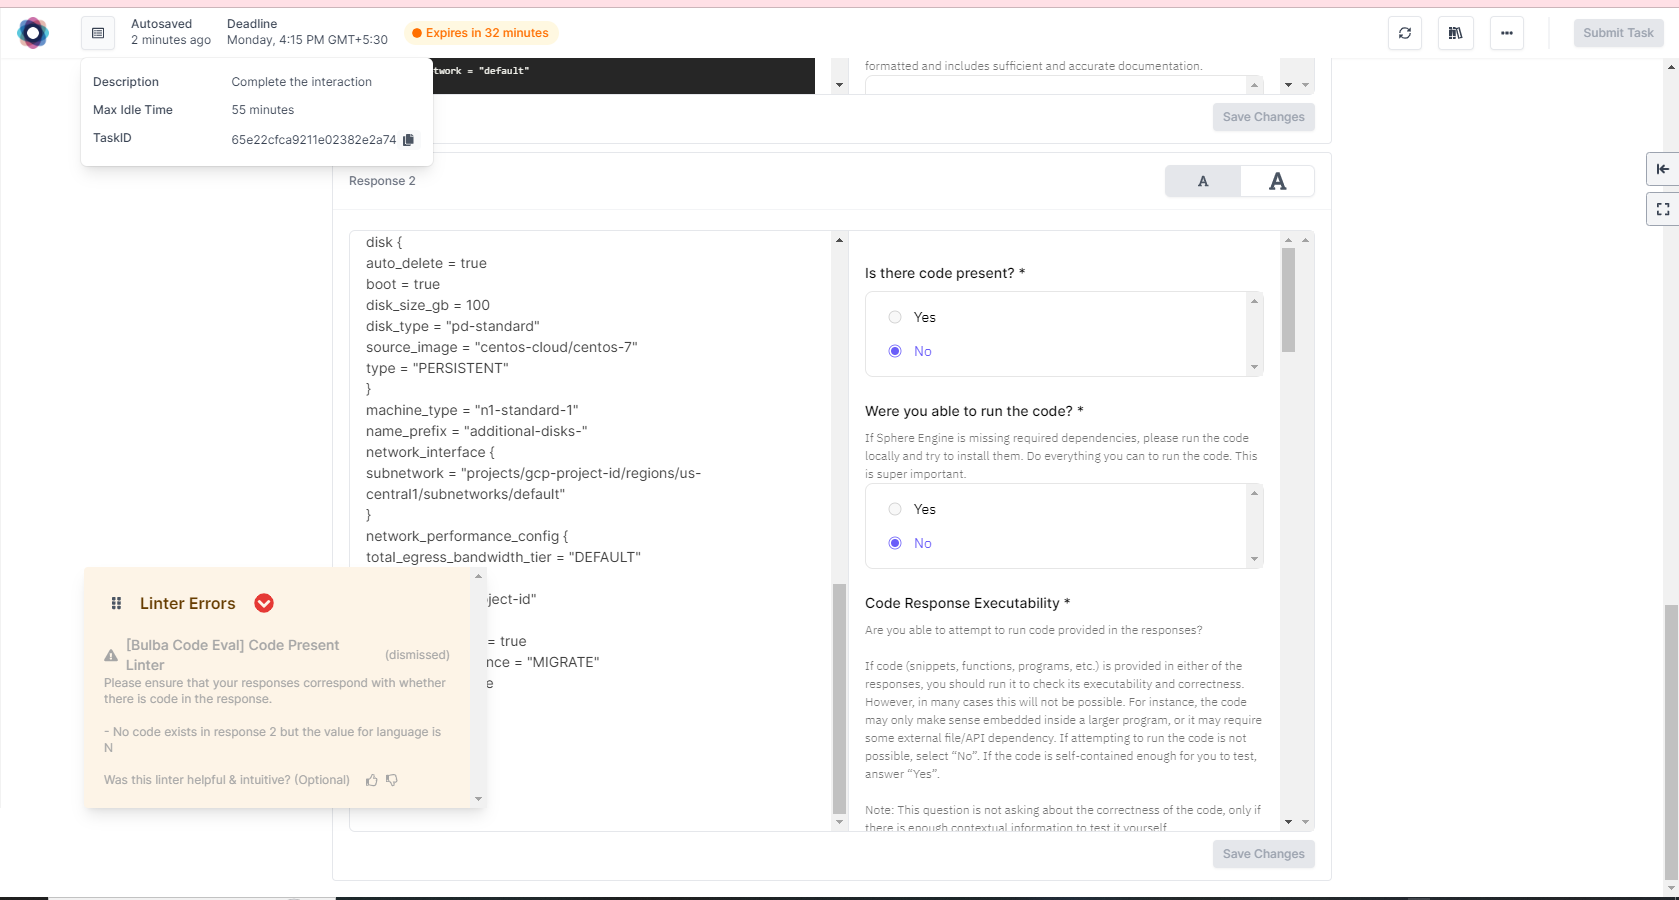 Autosaved
2 minutes ago
Deadline
Monday, 4:15 PM GMT+5:30
Expires in 32 minutes
Submit Task
Description Complete the interaction
Max Idle Time 55 minutes
TaskID 65e22cfca9211e02382e2a74
twork = "default"
formatted and includes sufficient and accurate documentation.
Save Changes
Response 2
A A
disk {
auto_delete = true
boot = true
disk_size_gb = 100
disk_type = "pd-standard"
source_image = "centos-cloud/centos-7"
type = "PERSISTENT"
}
machine_type = "n1-standard-1"
name_prefix = "additional-disks-"
network_interface {
subnetwork = "projects/gcp-project-id/regions/us-
central1/subnetworks/default"
}
network_performance_config {
total_egress_bandwidth_tier = "DEFAULT"
ject-id"
= true
nce = "MIGRATE"
e
Is there code present? *
Yes
No
Were you able to run the code? *
If Sphere Engine is missing required dependencies, please run the code
locally and try to install them. Do everything you can to run the code. This
is super important.
Yes
No
Code Response Executability *
Are you able to attempt to run code provided in the responses?
If code (snippets, functions, programs, etc.) is provided in either of the
responses, you should run it to check its executability and correctness.
However, in many cases this will not be possible. For instance, the code
may only make sense embedded inside a larger program, or it may require
some external file/API dependency. If attempting to run the code is not
possible, select “No”. If the code is self-contained enough for you to test,
answer “Yes”.
Note: This question is not asking about the correctness of the code, only if
there is enough contextual information to test it yourself.
Save Changes
Linter Errors
[Bulba Code Eval] Code Present
Linter
(dismissed)
Please ensure that your responses correspond with whether
there is code in the response.
- No code exists in response 2 but the value for language is
N
Was this linter helpful & intuitive? (Optional)